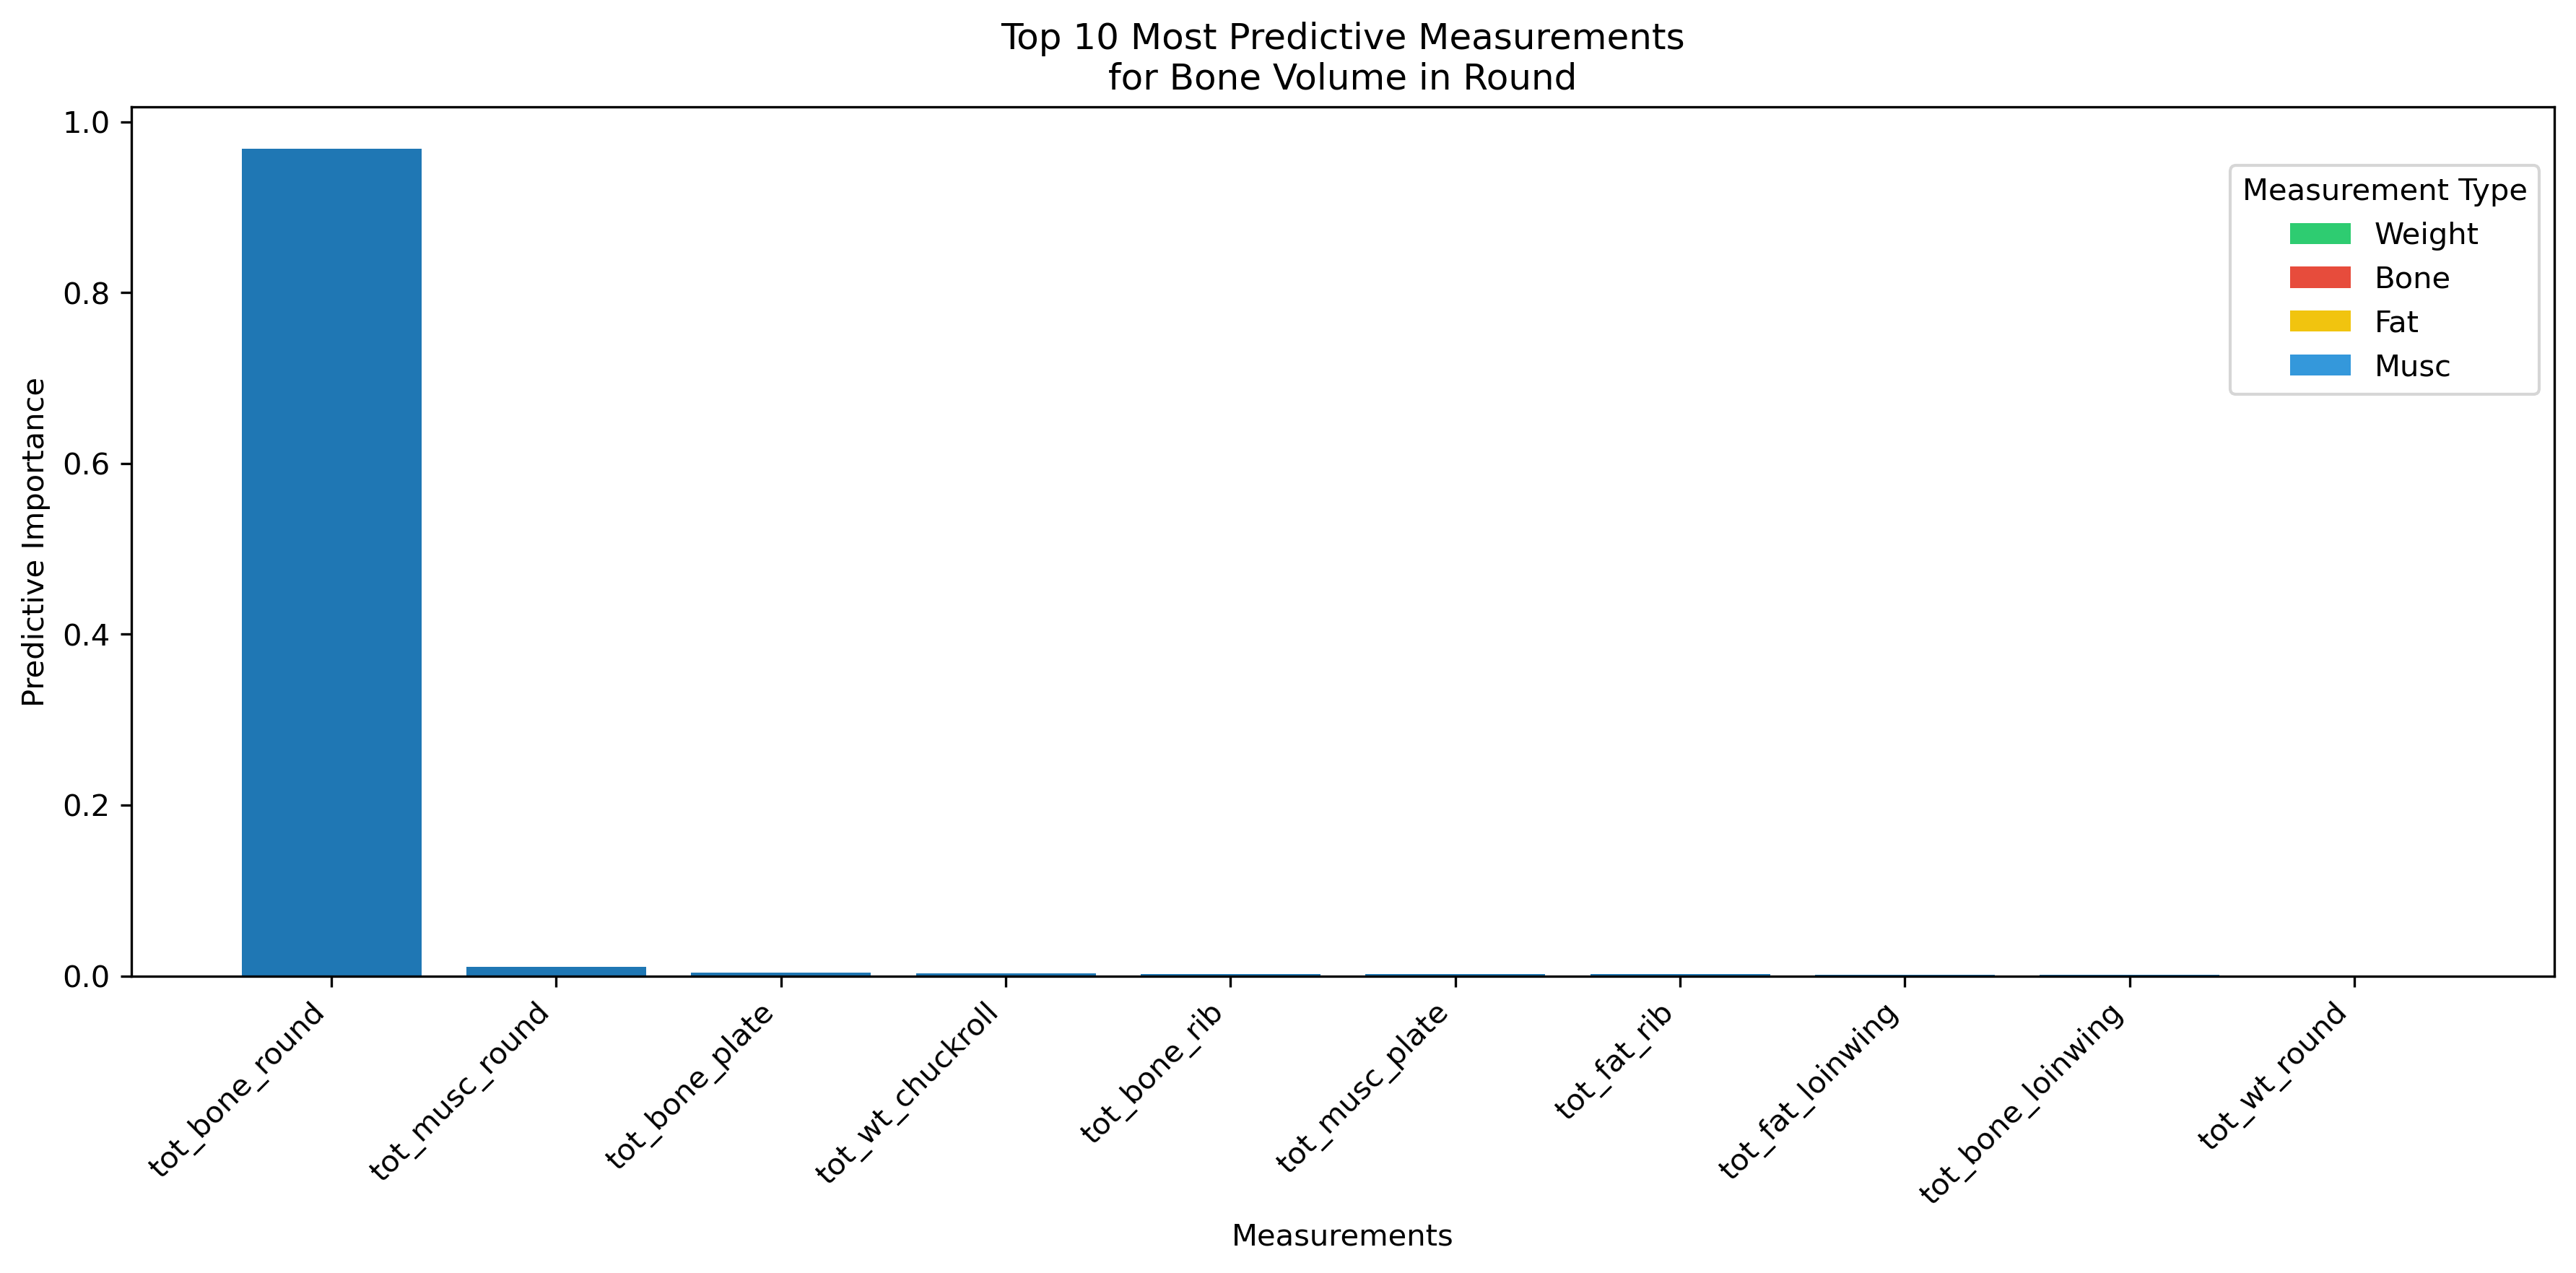 Top 10 Most Predictive Measurements
for Bone Volume in Round
Predictive Importance
1.0
0.8
0.6
0.4
0.2
0.0
Measurement Type
Weight
Bone
Fat
Musc
tot_bone_round
tot_musc_round
tot_bone_plate
tot_wt_chuckroll
tot_bone_rib
tot_musc_plate
tot_fat_rib
tot_fat_loinwing
tot_bone_loinwing
tot_wt_round
Measurements